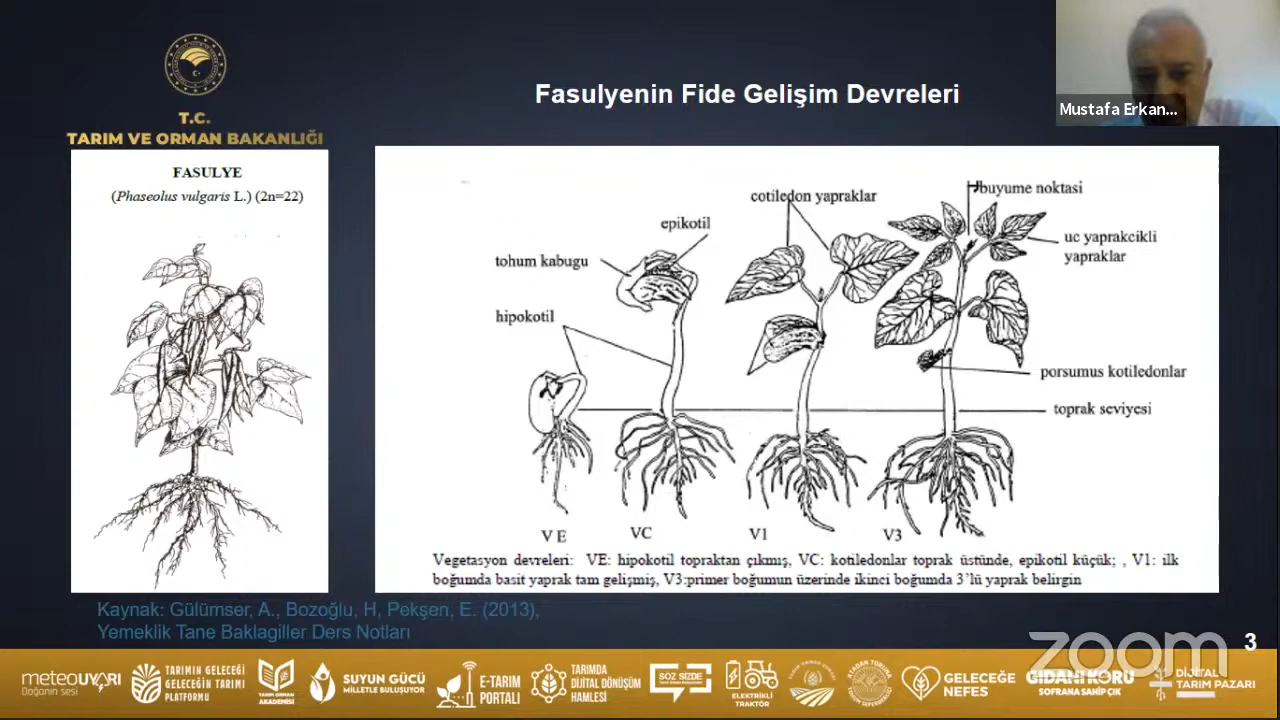 T.C.
TARIM VE ORMAN BAKANLIĞI
Fasulyenin Fide Gelişim Devreleri
Mustafa Erkan...
FASULYE
(Phaseolus vulgaris L.) (2n=22)
epikotil
tohum kabugu
hipokotil
cotiledon yapraklar
buyume noktasi
uc yaprakcikli
yapraklar
porsumus kotiledonlar
toprak seviyesi
V E
VC
V1
V3
Vegetasyon devreleri: VE: hipokotil topraktan çıkmış, VC: kotiledonlar toprak üstünde, epikotil küçük; , V1: ilk
boğumda basit yaprak tam gelişmiş, V3:primer boğumun üzerinde ikinci boğumda 3'lü yaprak belirgin
Kaynak: Gülümser, A., Bozoğlu, H, Pekşen, E. (2013),
Yemeklik Tane Baklagiller Ders Notları
zoom
3
meteoUYARI
Doğanın sesi
TARIMIN GELECEĞİ
GELECEĞİN TARIMI
PLATFORMU
TARIM ORMAN
AKADEMİSİ
SUYUN GÜCÜ
MİLLETLE BULUŞUYOR
E-TARIM
PORTALI
TARIMDA
DİJİTAL DÖNÜŞÜM
HAMLESİ
SÖZ SİZDE
ELEKTRİKLİ
TRAKTÖR
GELECEĞE
NEFES
GIDANI KORU
SOFRANA SAHİP ÇIK
DİJİTAL
TARIM PAZARI